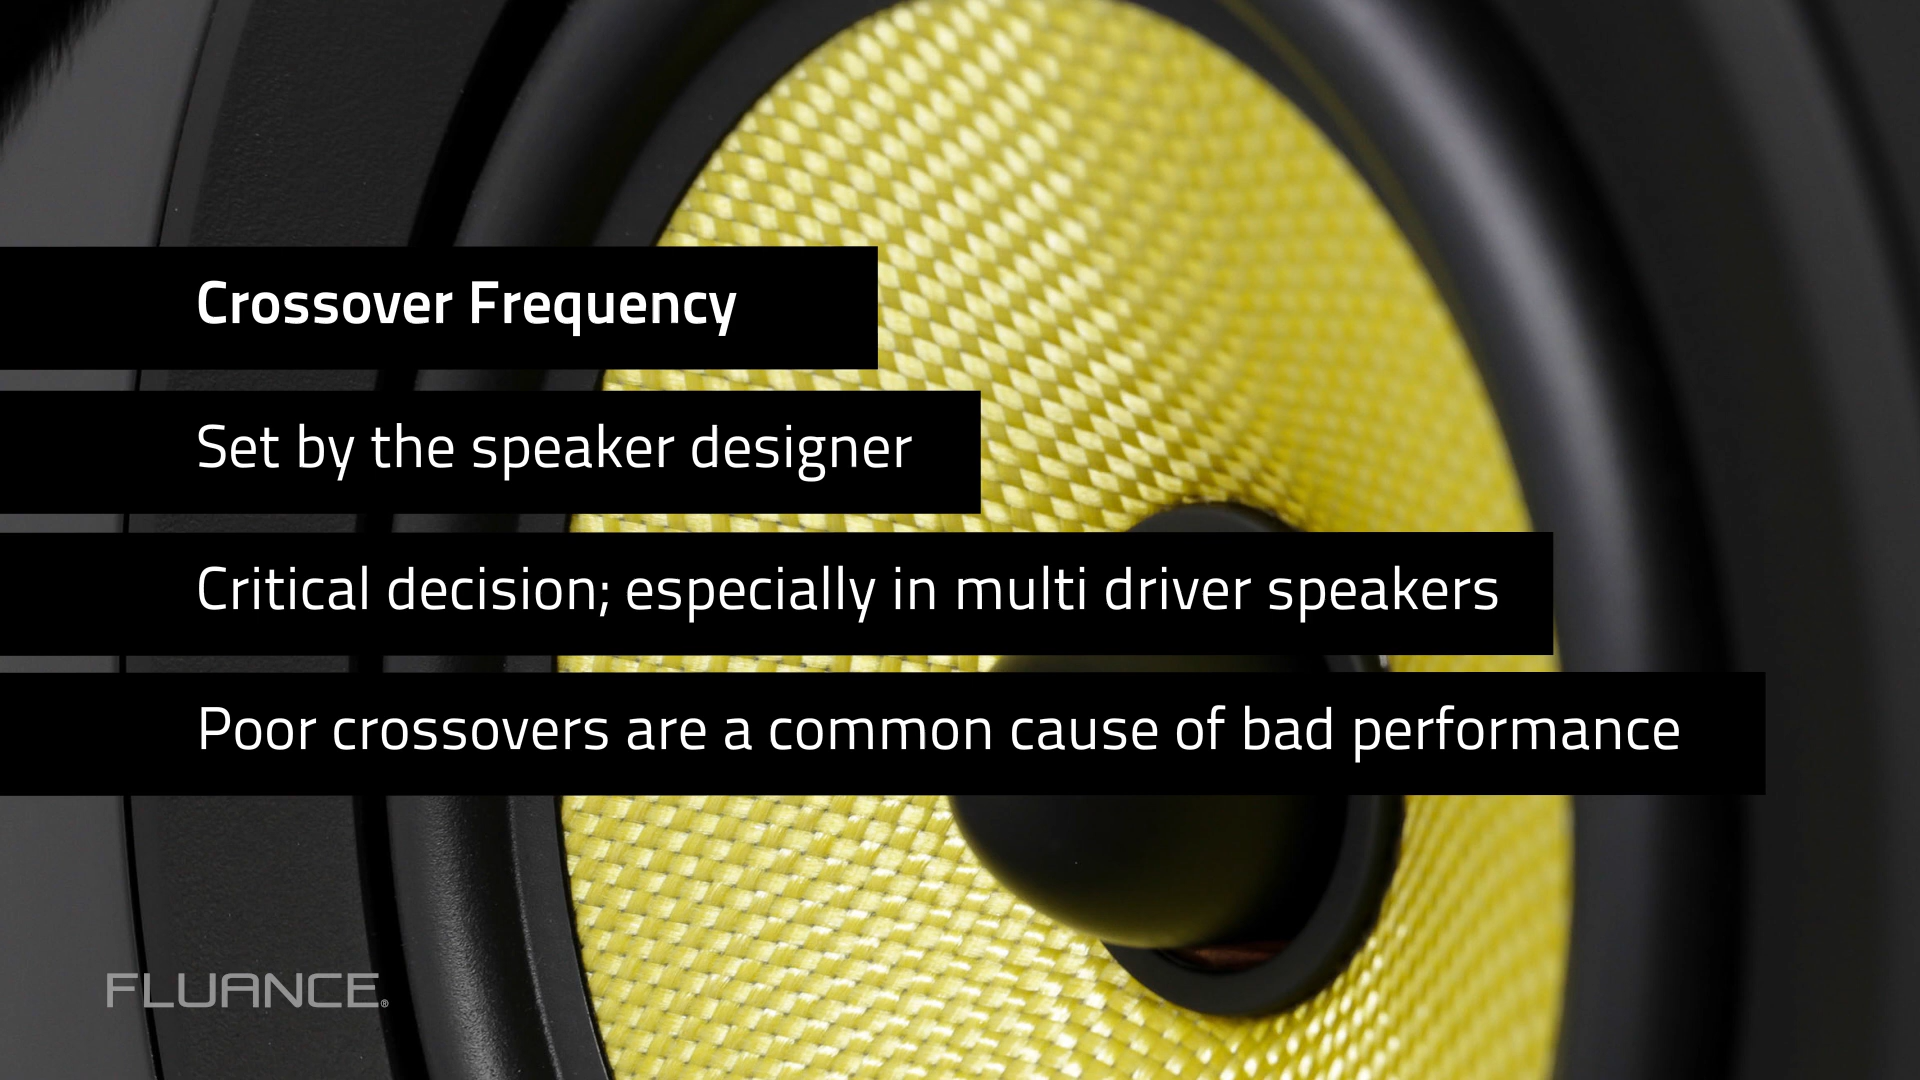 Crossover Frequency
Set by the speaker designer
Critical decision; especially in multi driver speakers
Poor crossovers are a common cause of bad performance
FLUANCE®